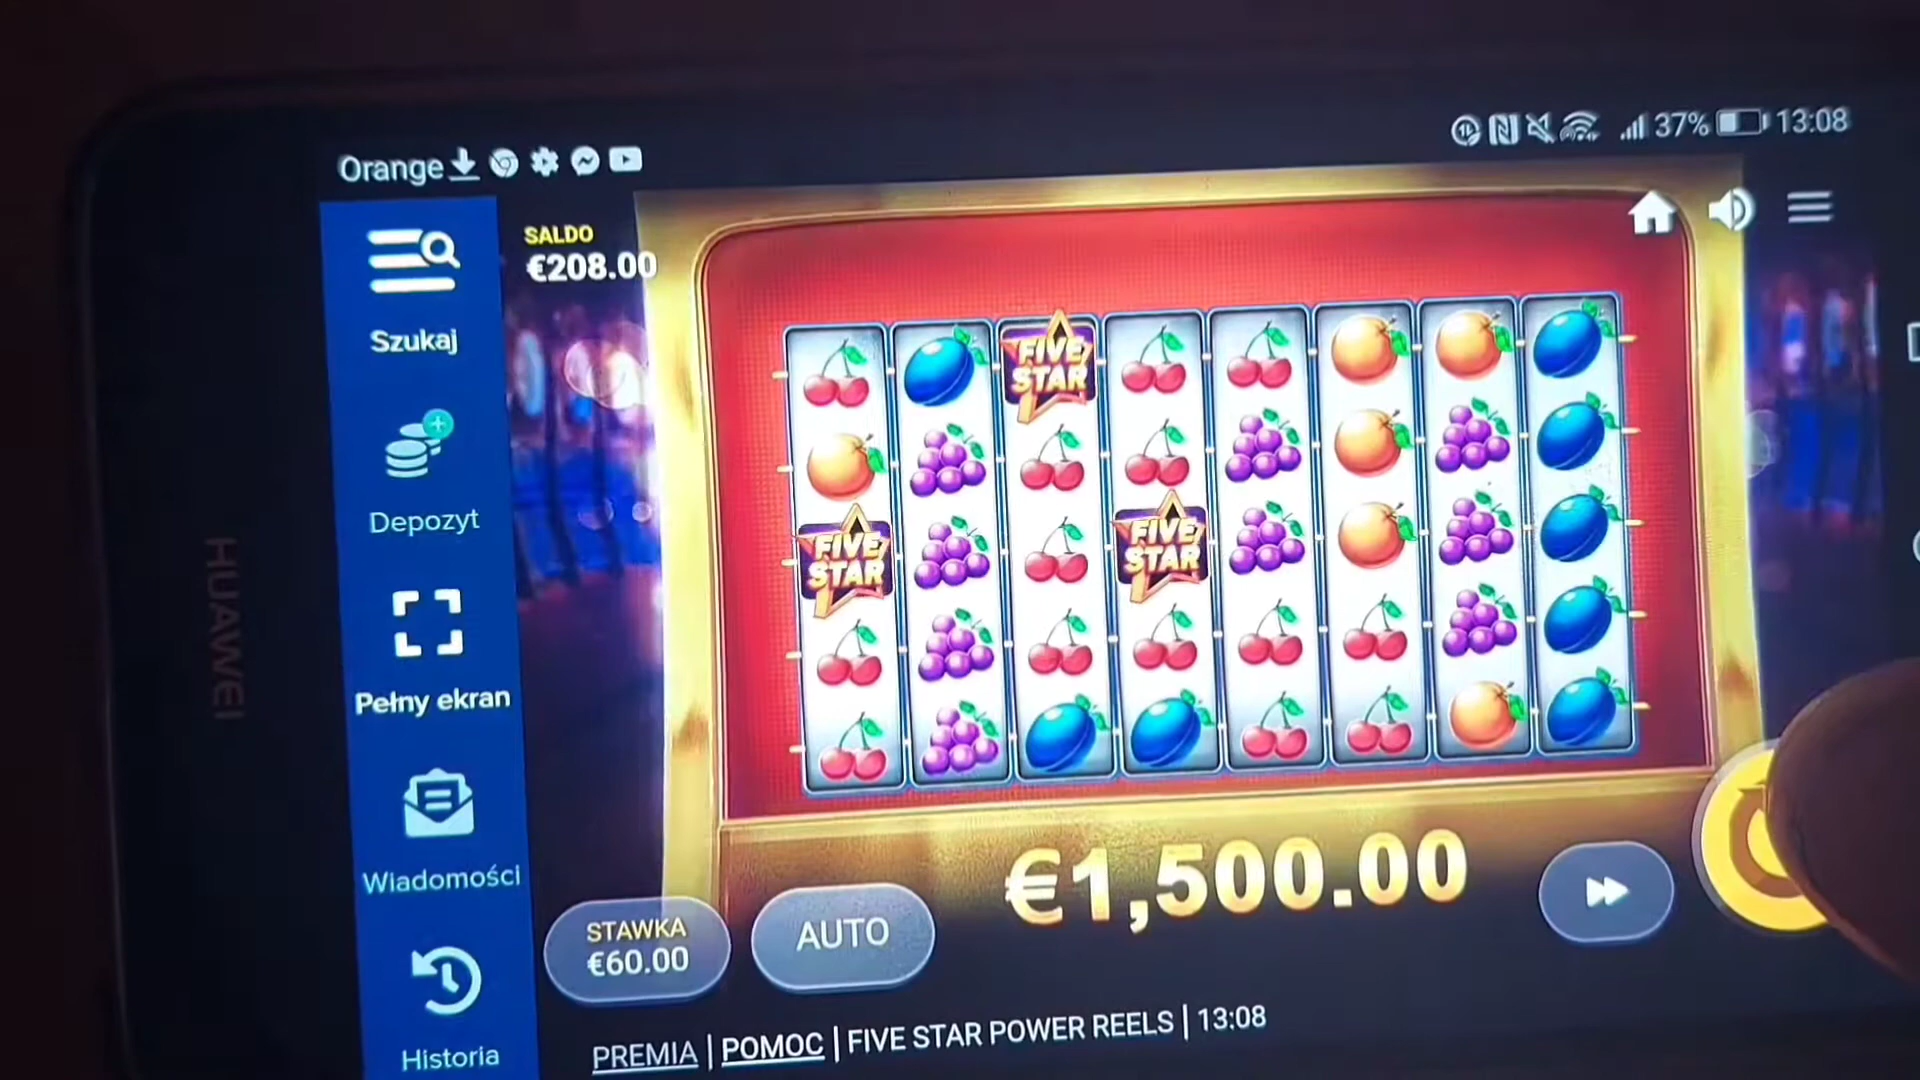 Orange
37% 13:08
SALDO
€208.00
Szukaj
Depozyt
Pełny ekran
Wiadomości
Historia
HUAWEI
FIVE STAR
FIVE STAR
FIVE STAR
€1,500.00
STAWKA
€60.00
AUTO
PREMIA | POMOC | FIVE STAR POWER REELS | 13:08